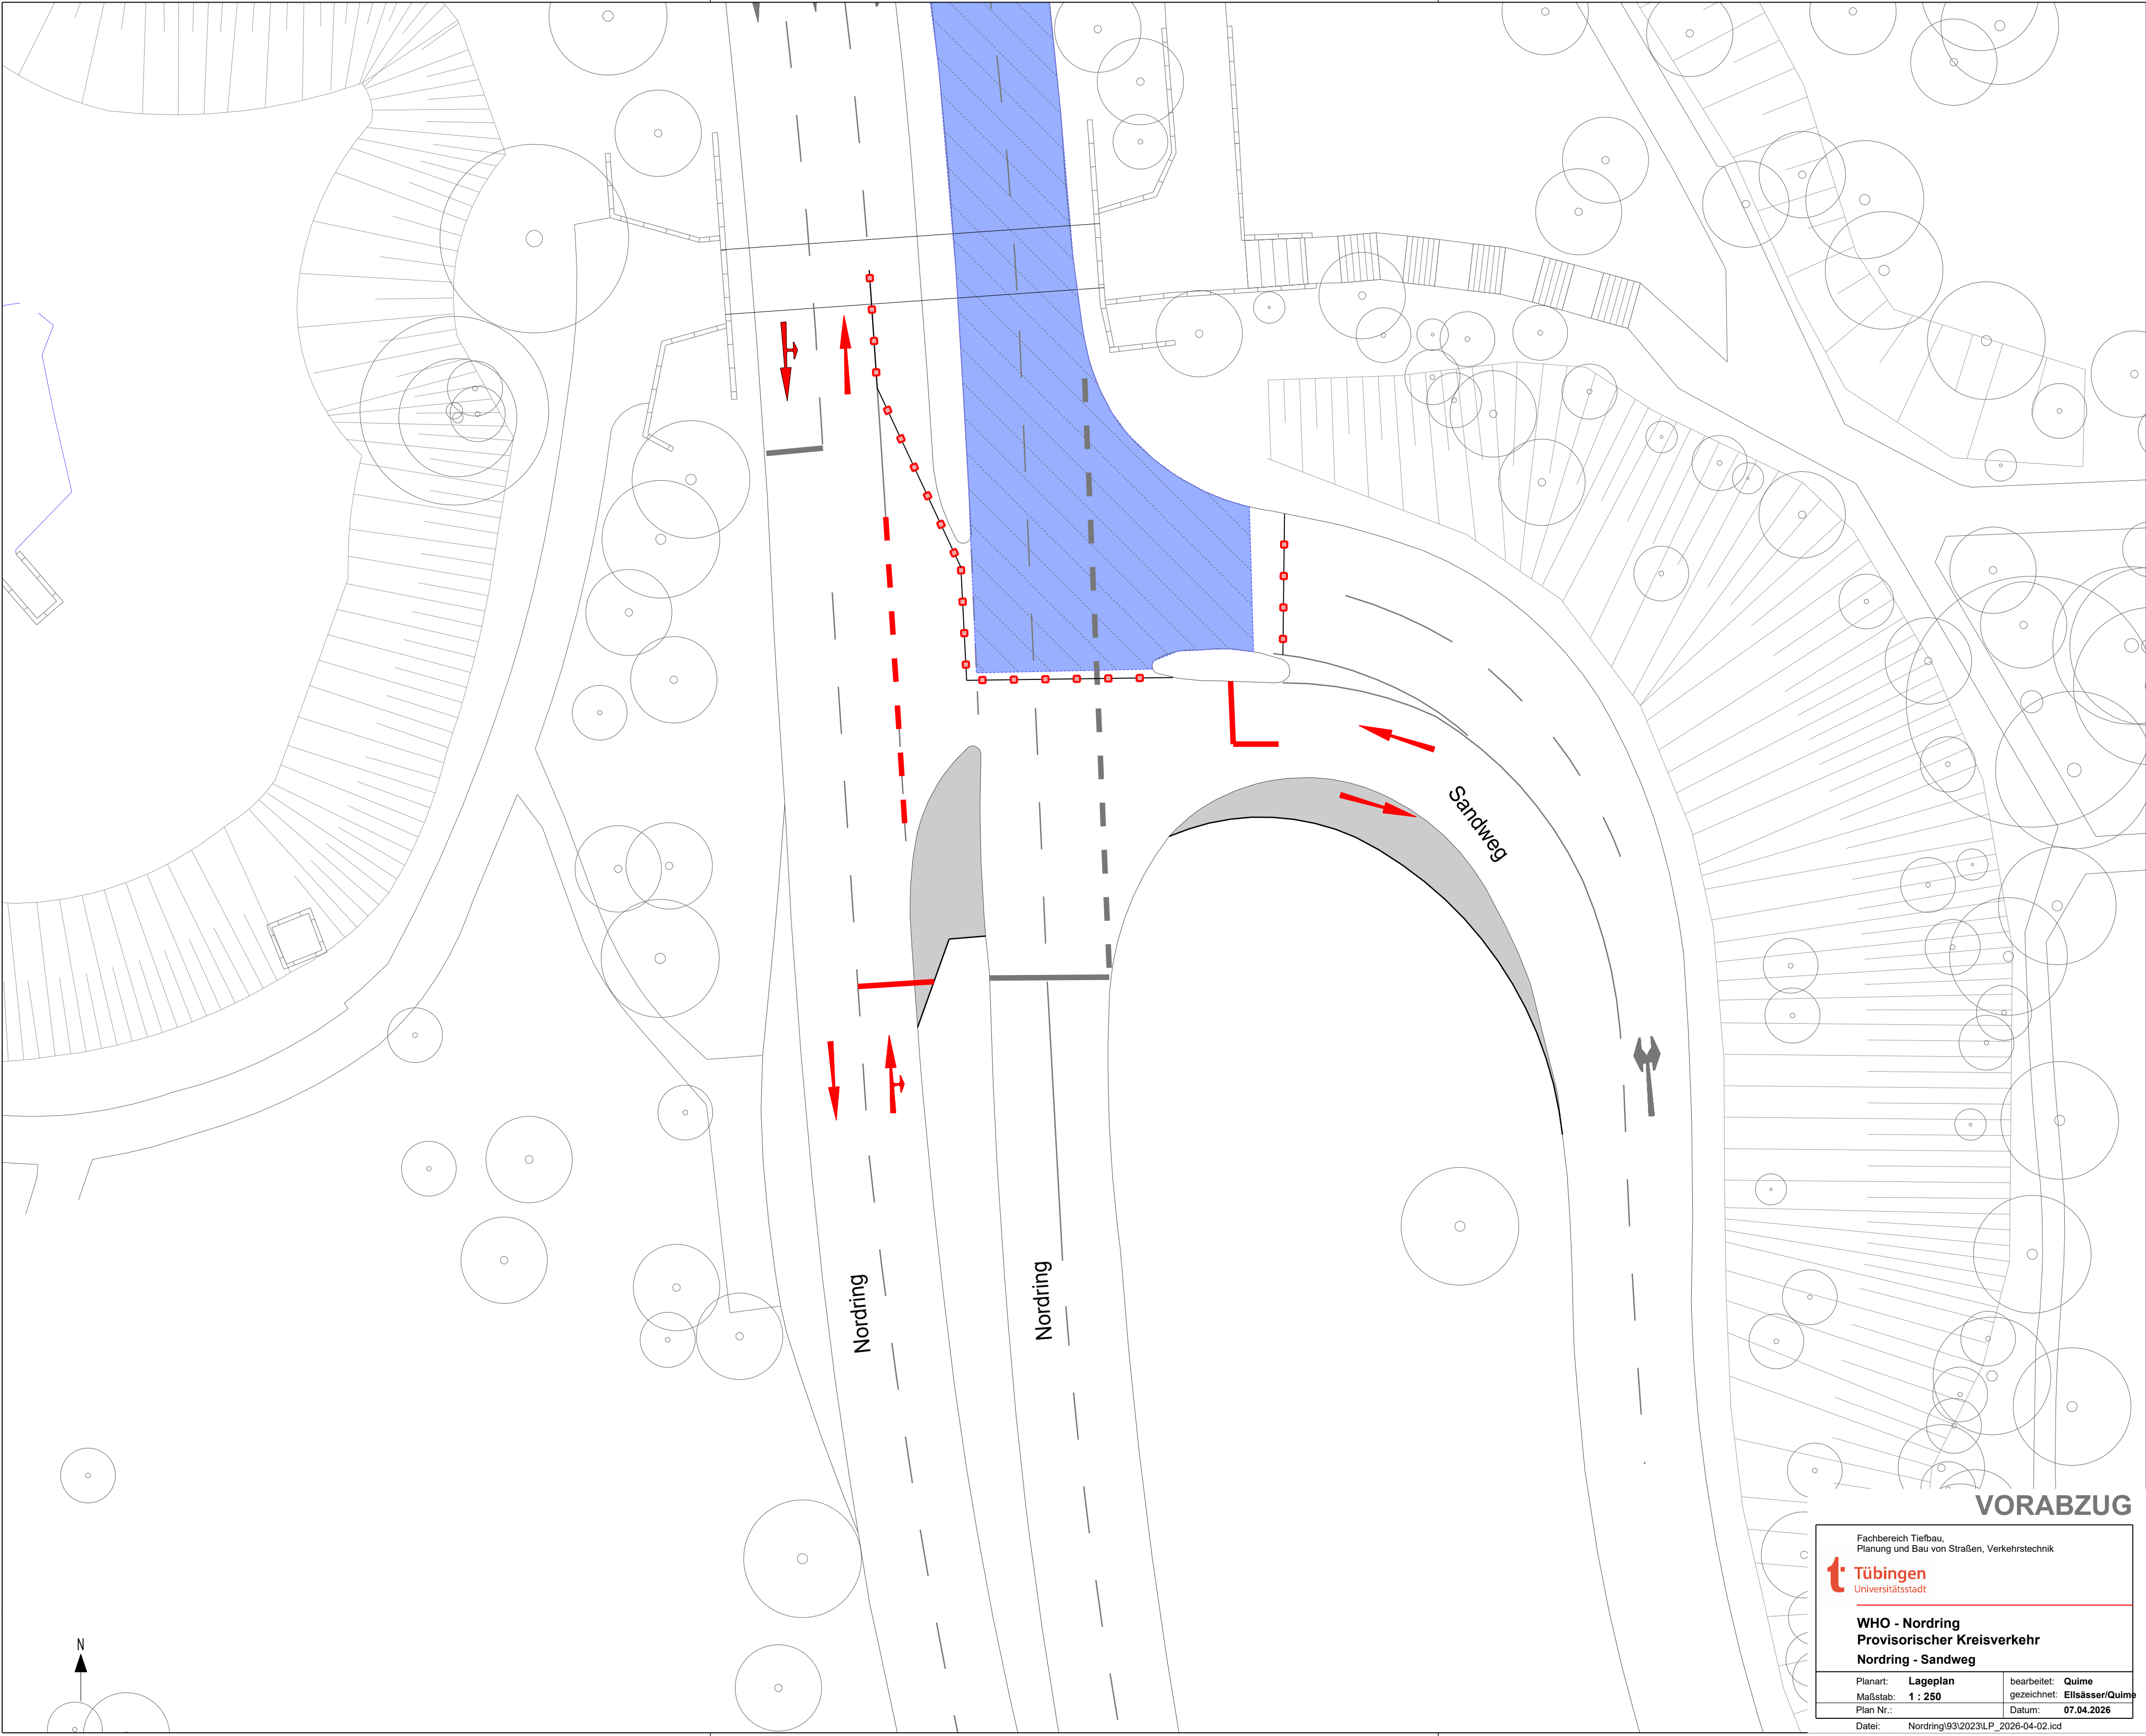 Sandweg
Nordring
Nordring
N
VORABZUG
Fachbereich Tiefbau,
Planung und Bau von Straßen, Verkehrstechnik
t Tübingen
Universitätsstadt
WHO - Nordring
Provisorischer Kreisverkehr
Nordring - Sandweg
Planart: Lageplan bearbeitet: Quime
Maßstab: 1 : 250 gezeichnet: Ellsässer/Quime
Plan Nr.: Datum: 07.04.2026
Datei: Nordring\93\2023\LP_2026-04-02.icd